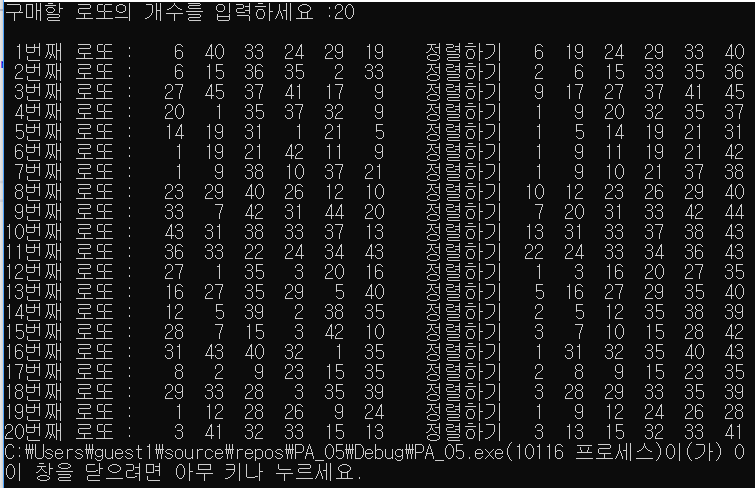 구매할 로또의 개수를 입력하세요 :20
1번째 로또 : 6 40 33 24 29 19 정렬하기 6 19 24 29 33 40
2번째 로또 : 6 15 36 35 2 33 정렬하기 2 6 15 33 35 36
3번째 로또 : 27 45 37 41 17 9 정렬하기 9 17 27 37 41 45
4번째 로또 : 20 1 35 37 32 9 정렬하기 1 9 20 32 35 37
5번째 로또 : 14 19 31 1 21 5 정렬하기 1 5 14 19 21 31
6번째 로또 : 1 19 21 42 11 9 정렬하기 1 9 11 19 21 42
7번째 로또 : 1 9 38 10 37 21 정렬하기 1 9 10 21 37 38
8번째 로또 : 23 29 40 26 12 10 정렬하기 10 12 23 26 29 40
9번째 로또 : 33 7 42 31 44 20 정렬하기 7 20 31 33 42 44
10번째 로또 : 43 31 38 33 37 13 정렬하기 13 31 33 37 38 43
11번째 로또 : 36 33 22 24 34 43 정렬하기 22 24 33 34 36 43
12번째 로또 : 27 1 35 3 20 16 정렬하기 1 3 16 20 27 35
13번째 로또 : 16 27 35 29 5 40 정렬하기 5 16 27 29 35 40
14번째 로또 : 12 5 39 2 38 35 정렬하기 2 5 12 35 38 39
15번째 로또 : 28 7 15 3 42 10 정렬하기 3 7 10 15 28 42
16번째 로또 : 31 43 40 32 1 35 정렬하기 1 31 32 35 40 43
17번째 로또 : 8 2 9 23 15 35 정렬하기 2 8 9 15 23 35
18번째 로또 : 29 33 28 3 35 39 정렬하기 3 28 29 33 35 39
19번째 로또 : 1 12 28 26 9 24 정렬하기 1 9 12 24 26 28
20번째 로또 : 3 41 32 33 15 13 정렬하기 3 13 15 32 33 41
C:₩Users₩guest1₩source₩repos₩PA_05₩Debug₩PA_05.exe(10116 프로세스)이(가) 0
이 창을 닫으려면 아무 키나 누르세요.